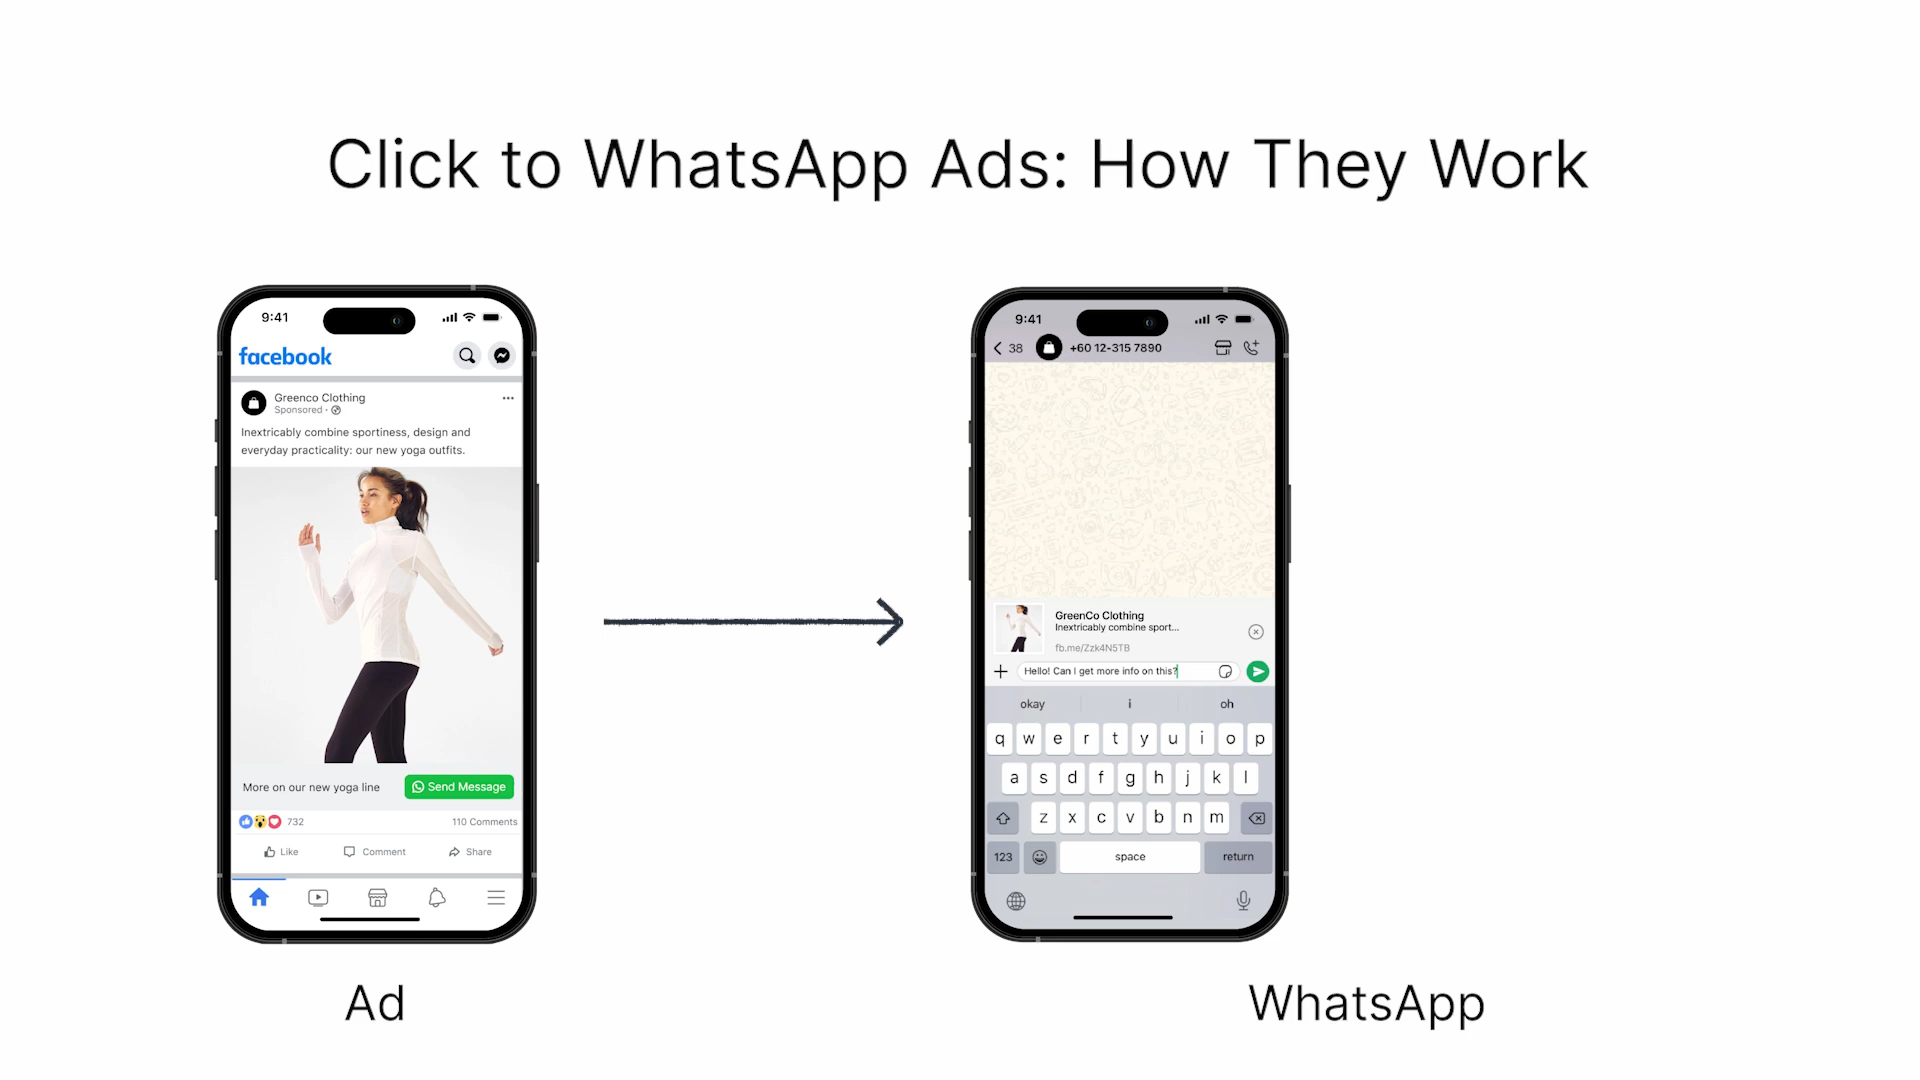 Click to WhatsApp Ads: How They Work
9:41
facebook
Greenco Clothing
Sponsored ·
Inextricably combine sportiness, design and
everyday practicality: our new yoga outfits.
More on our new yoga line
Send Message
732
110 Comments
Like
Comment
Share
Ad
9:41
38
+60 12-315 7890
GreenCo Clothing
Inextricably combine sport...
fb.me/Zzk4N5TB
Hello! Can I get more info on this?
okay i oh
q w e r t y u i o p
a s d f g h j k l
z x c v b n m
123 space return
WhatsApp